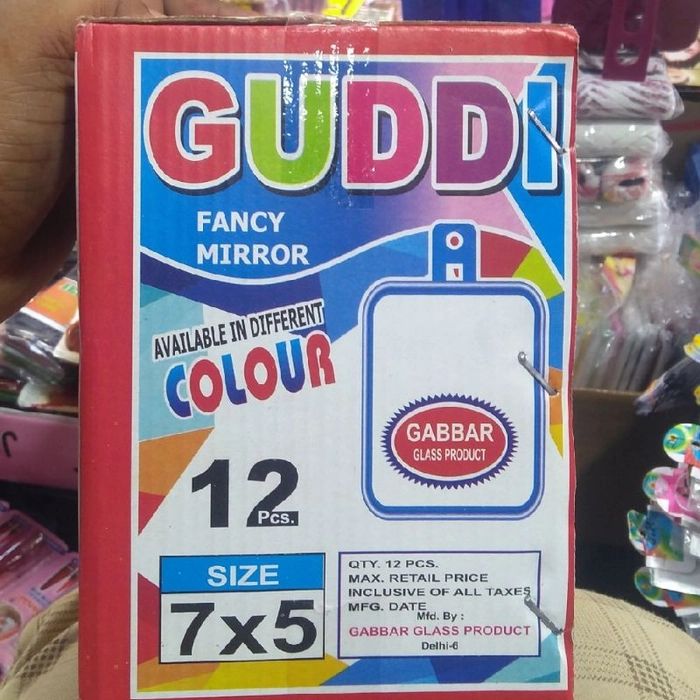 GUDDI
FANCY
MIRROR
AVAILABLE IN DIFFERENT
COLOUR
GABBAR
GLASS PRODUCT
12
Pcs.
SIZE
7x5
QTY. 12 PCS.
MAX. RETAIL PRICE
INCLUSIVE OF ALL TAXES
MFG. DATE
Mfd. By :
GABBAR GLASS PRODUCT
Delhi-6